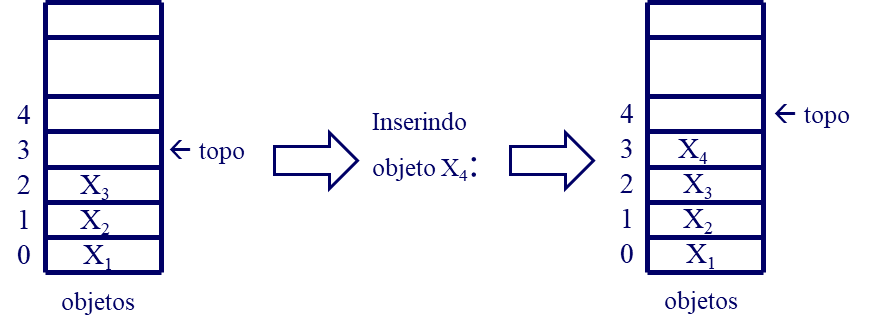 4
3 ← topo
2 X₃
1 X₂
0 X₁
objetos
Inserindo
objeto X₄:
4 ← topo
3 X₄
2 X₃
1 X₂
0 X₁
objetos